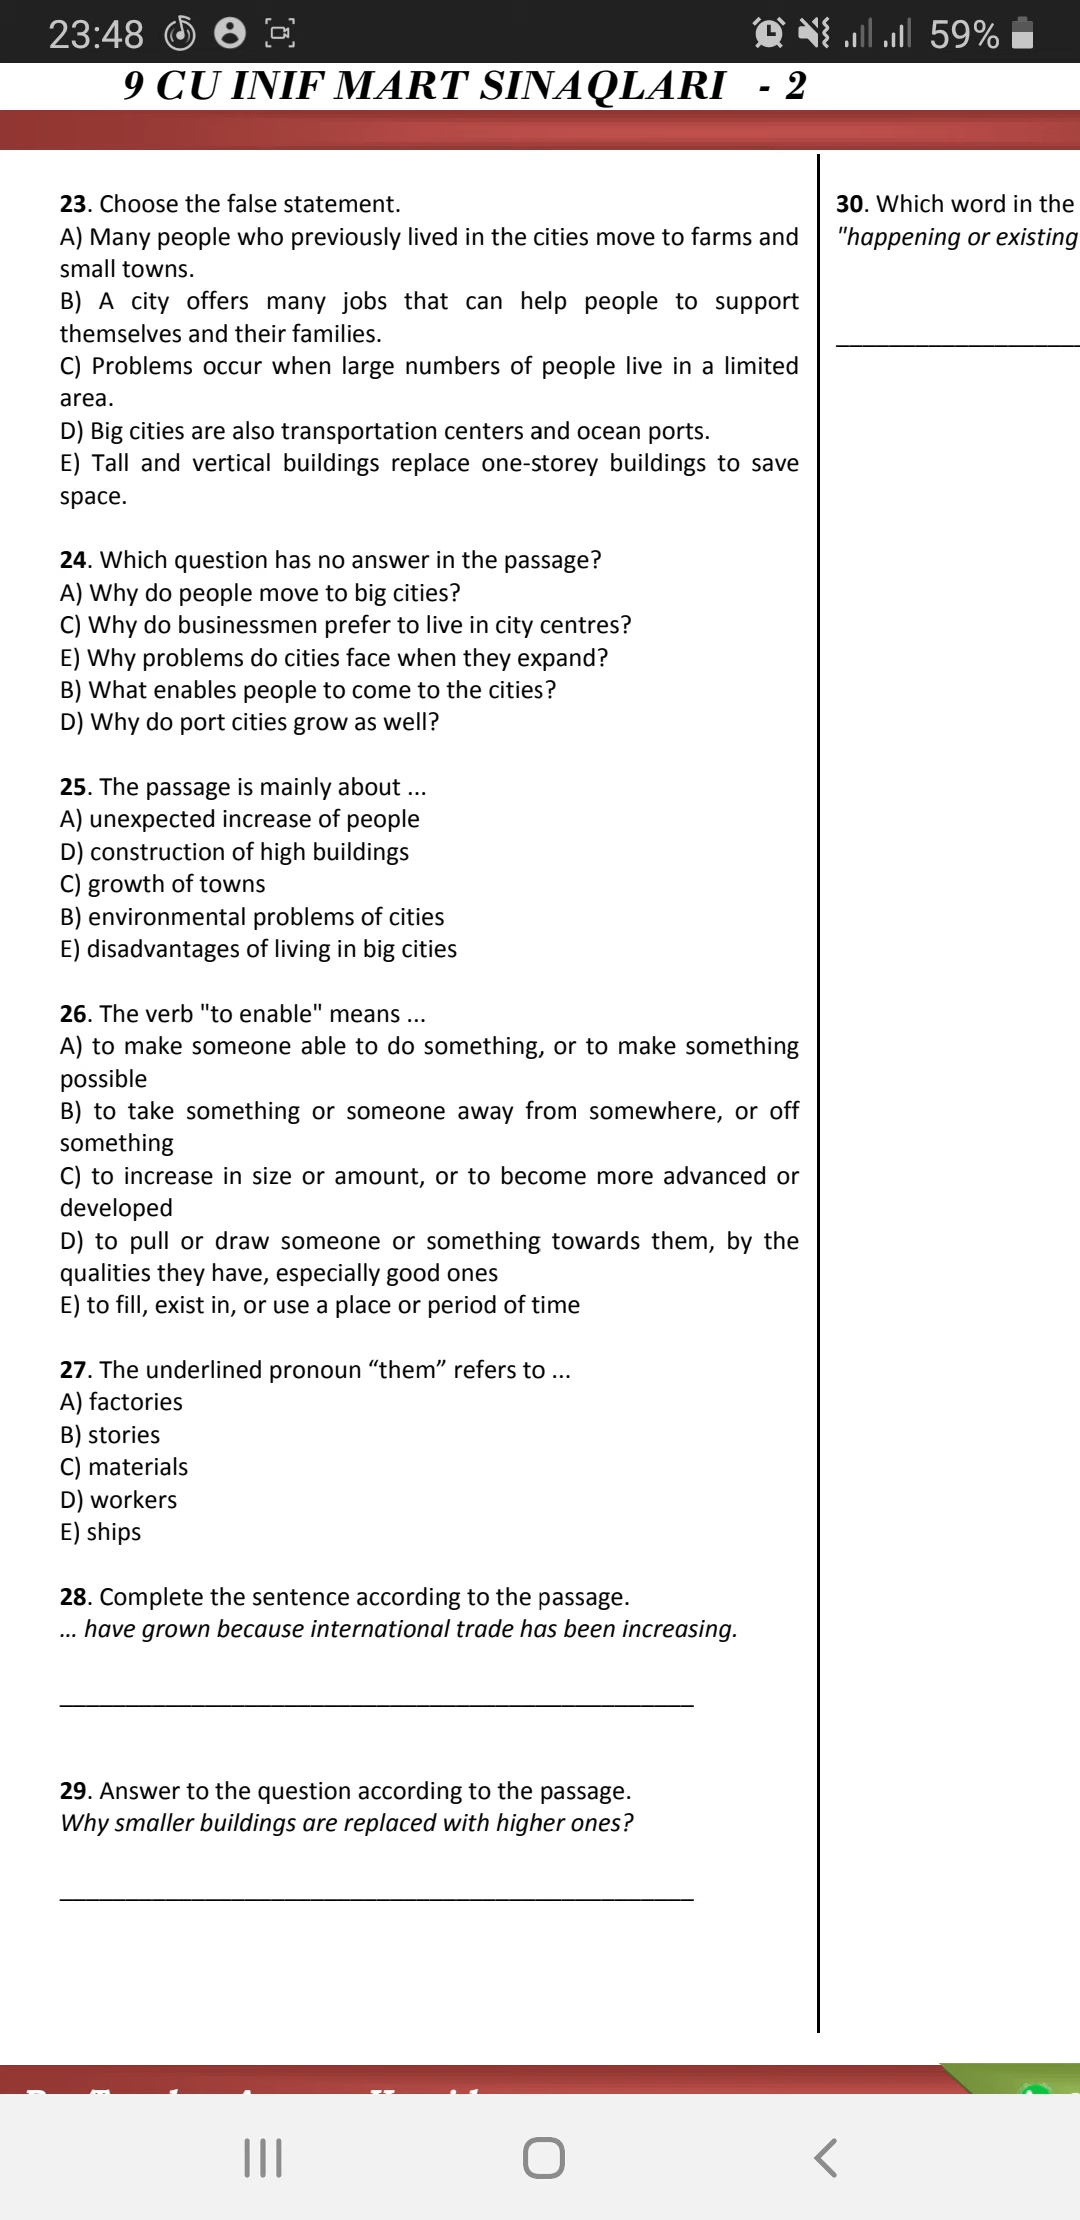 23:48
59%
9 CU INIF MART SINAQLARI - 2
23. Choose the false statement.
A) Many people who previously lived in the cities move to farms and
small towns.
B) A city offers many jobs that can help people to support
themselves and their families.
C) Problems occur when large numbers of people live in a limited
area.
D) Big cities are also transportation centers and ocean ports.
E) Tall and vertical buildings replace one-storey buildings to save
space.
24. Which question has no answer in the passage?
A) Why do people move to big cities?
C) Why do businessmen prefer to live in city centres?
E) Why problems do cities face when they expand?
B) What enables people to come to the cities?
D) Why do port cities grow as well?
25. The passage is mainly about ...
A) unexpected increase of people
D) construction of high buildings
C) growth of towns
B) environmental problems of cities
E) disadvantages of living in big cities
26. The verb "to enable" means ...
A) to make someone able to do something, or to make something
possible
B) to take something or someone away from somewhere, or off
something
C) to increase in size or amount, or to become more advanced or
developed
D) to pull or draw someone or something towards them, by the
qualities they have, especially good ones
E) to fill, exist in, or use a place or period of time
27. The underlined pronoun “them” refers to ...
A) factories
B) stories
C) materials
D) workers
E) ships
28. Complete the sentence according to the passage.
... have grown because international trade has been increasing.
29. Answer to the question according to the passage.
Why smaller buildings are replaced with higher ones?
30. Which word in the
"happening or existing